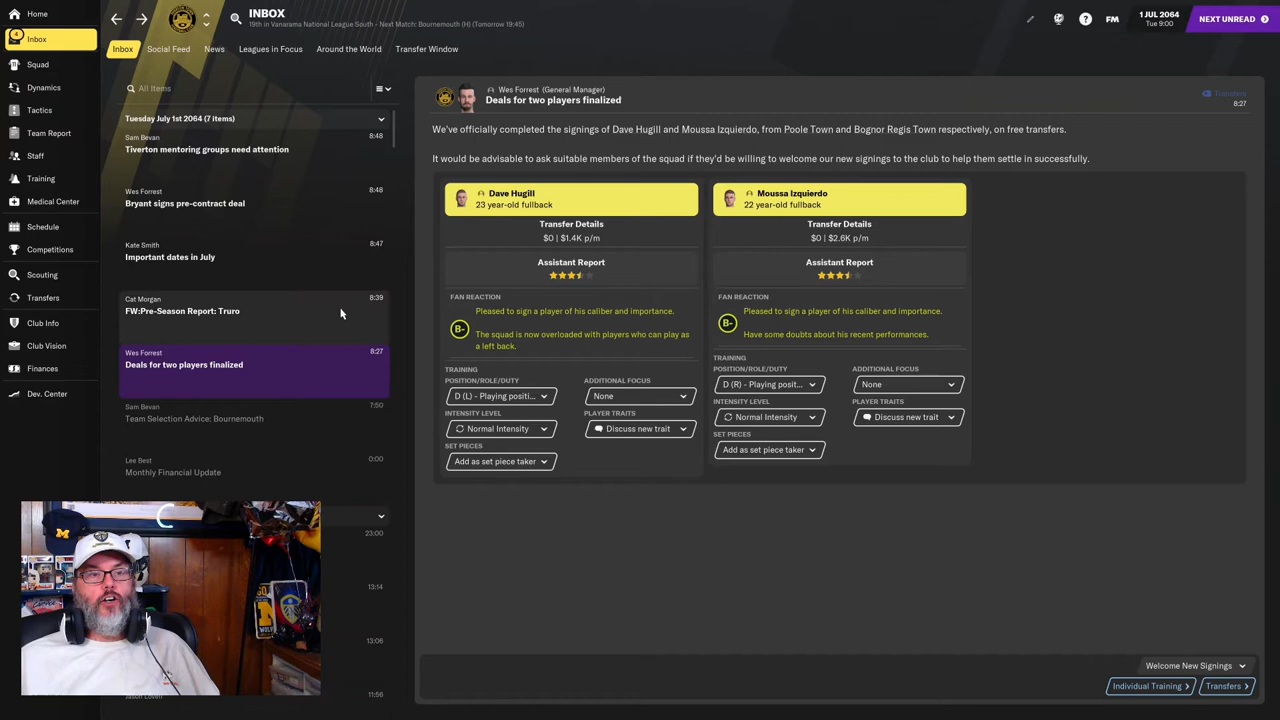 Home
INBOX
19th in Vanarama National League South - Next Match: Bournemouth (H) (Tomorrow 19:45)
FM
1 JUL 2064
Tue 9:00
NEXT UNREAD
4
Inbox
Squad
Dynamics
Tactics
Team Report
Staff
Training
Medical Center
Schedule
Competitions
Scouting
Transfers
Club Info
Club Vision
Finances
Dev. Center
Inbox
Social Feed
News
Leagues in Focus
Around the World
Transfer Window
All Items
Tuesday July 1st 2064 (7 items)
Sam Bevan
8:48
Tiverton mentoring groups need attention
Wes Forrest
8:48
Bryant signs pre-contract deal
Kate Smith
8:47
Important dates in July
Cat Morgan
8:39
FW:Pre-Season Report: Truro
Wes Forrest
8:27
Deals for two players finalized
Sam Bevan
7:50
Team Selection Advice: Bournemouth
Lee Best
0:00
Monthly Financial Update
23:00
13:14
13:06
11:56
Wes Forrest (General Manager)
Deals for two players finalized
Transfers
8:27
We've officially completed the signings of Dave Hugill and Moussa Izquierdo, from Poole Town and Bognor Regis Town respectively, on free transfers.
It would be advisable to ask suitable members of the squad if they'd be willing to welcome our new signings to the club to help them settle in successfully.
Dave Hugill
23 year-old fullback
Transfer Details
$0 | $1.4K p/m
Assistant Report
FAN REACTION
B-
Pleased to sign a player of his caliber and importance.
The squad is now overloaded with players who can play as
a left back.
TRAINING
POSITION/ROLE/DUTY
ADDITIONAL FOCUS
D (L) - Playing positi...
None
INTENSITY LEVEL
PLAYER TRAITS
Normal Intensity
Discuss new trait
SET PIECES
Add as set piece taker
Moussa Izquierdo
22 year-old fullback
Transfer Details
$0 | $2.6K p/m
Assistant Report
FAN REACTION
B-
Pleased to sign a player of his caliber and importance.
Have some doubts about his recent performances.
TRAINING
POSITION/ROLE/DUTY
ADDITIONAL FOCUS
D (R) - Playing posit...
None
INTENSITY LEVEL
PLAYER TRAITS
Normal Intensity
Discuss new trait
SET PIECES
Add as set piece taker
Welcome New Signings
Individual Training
Transfers